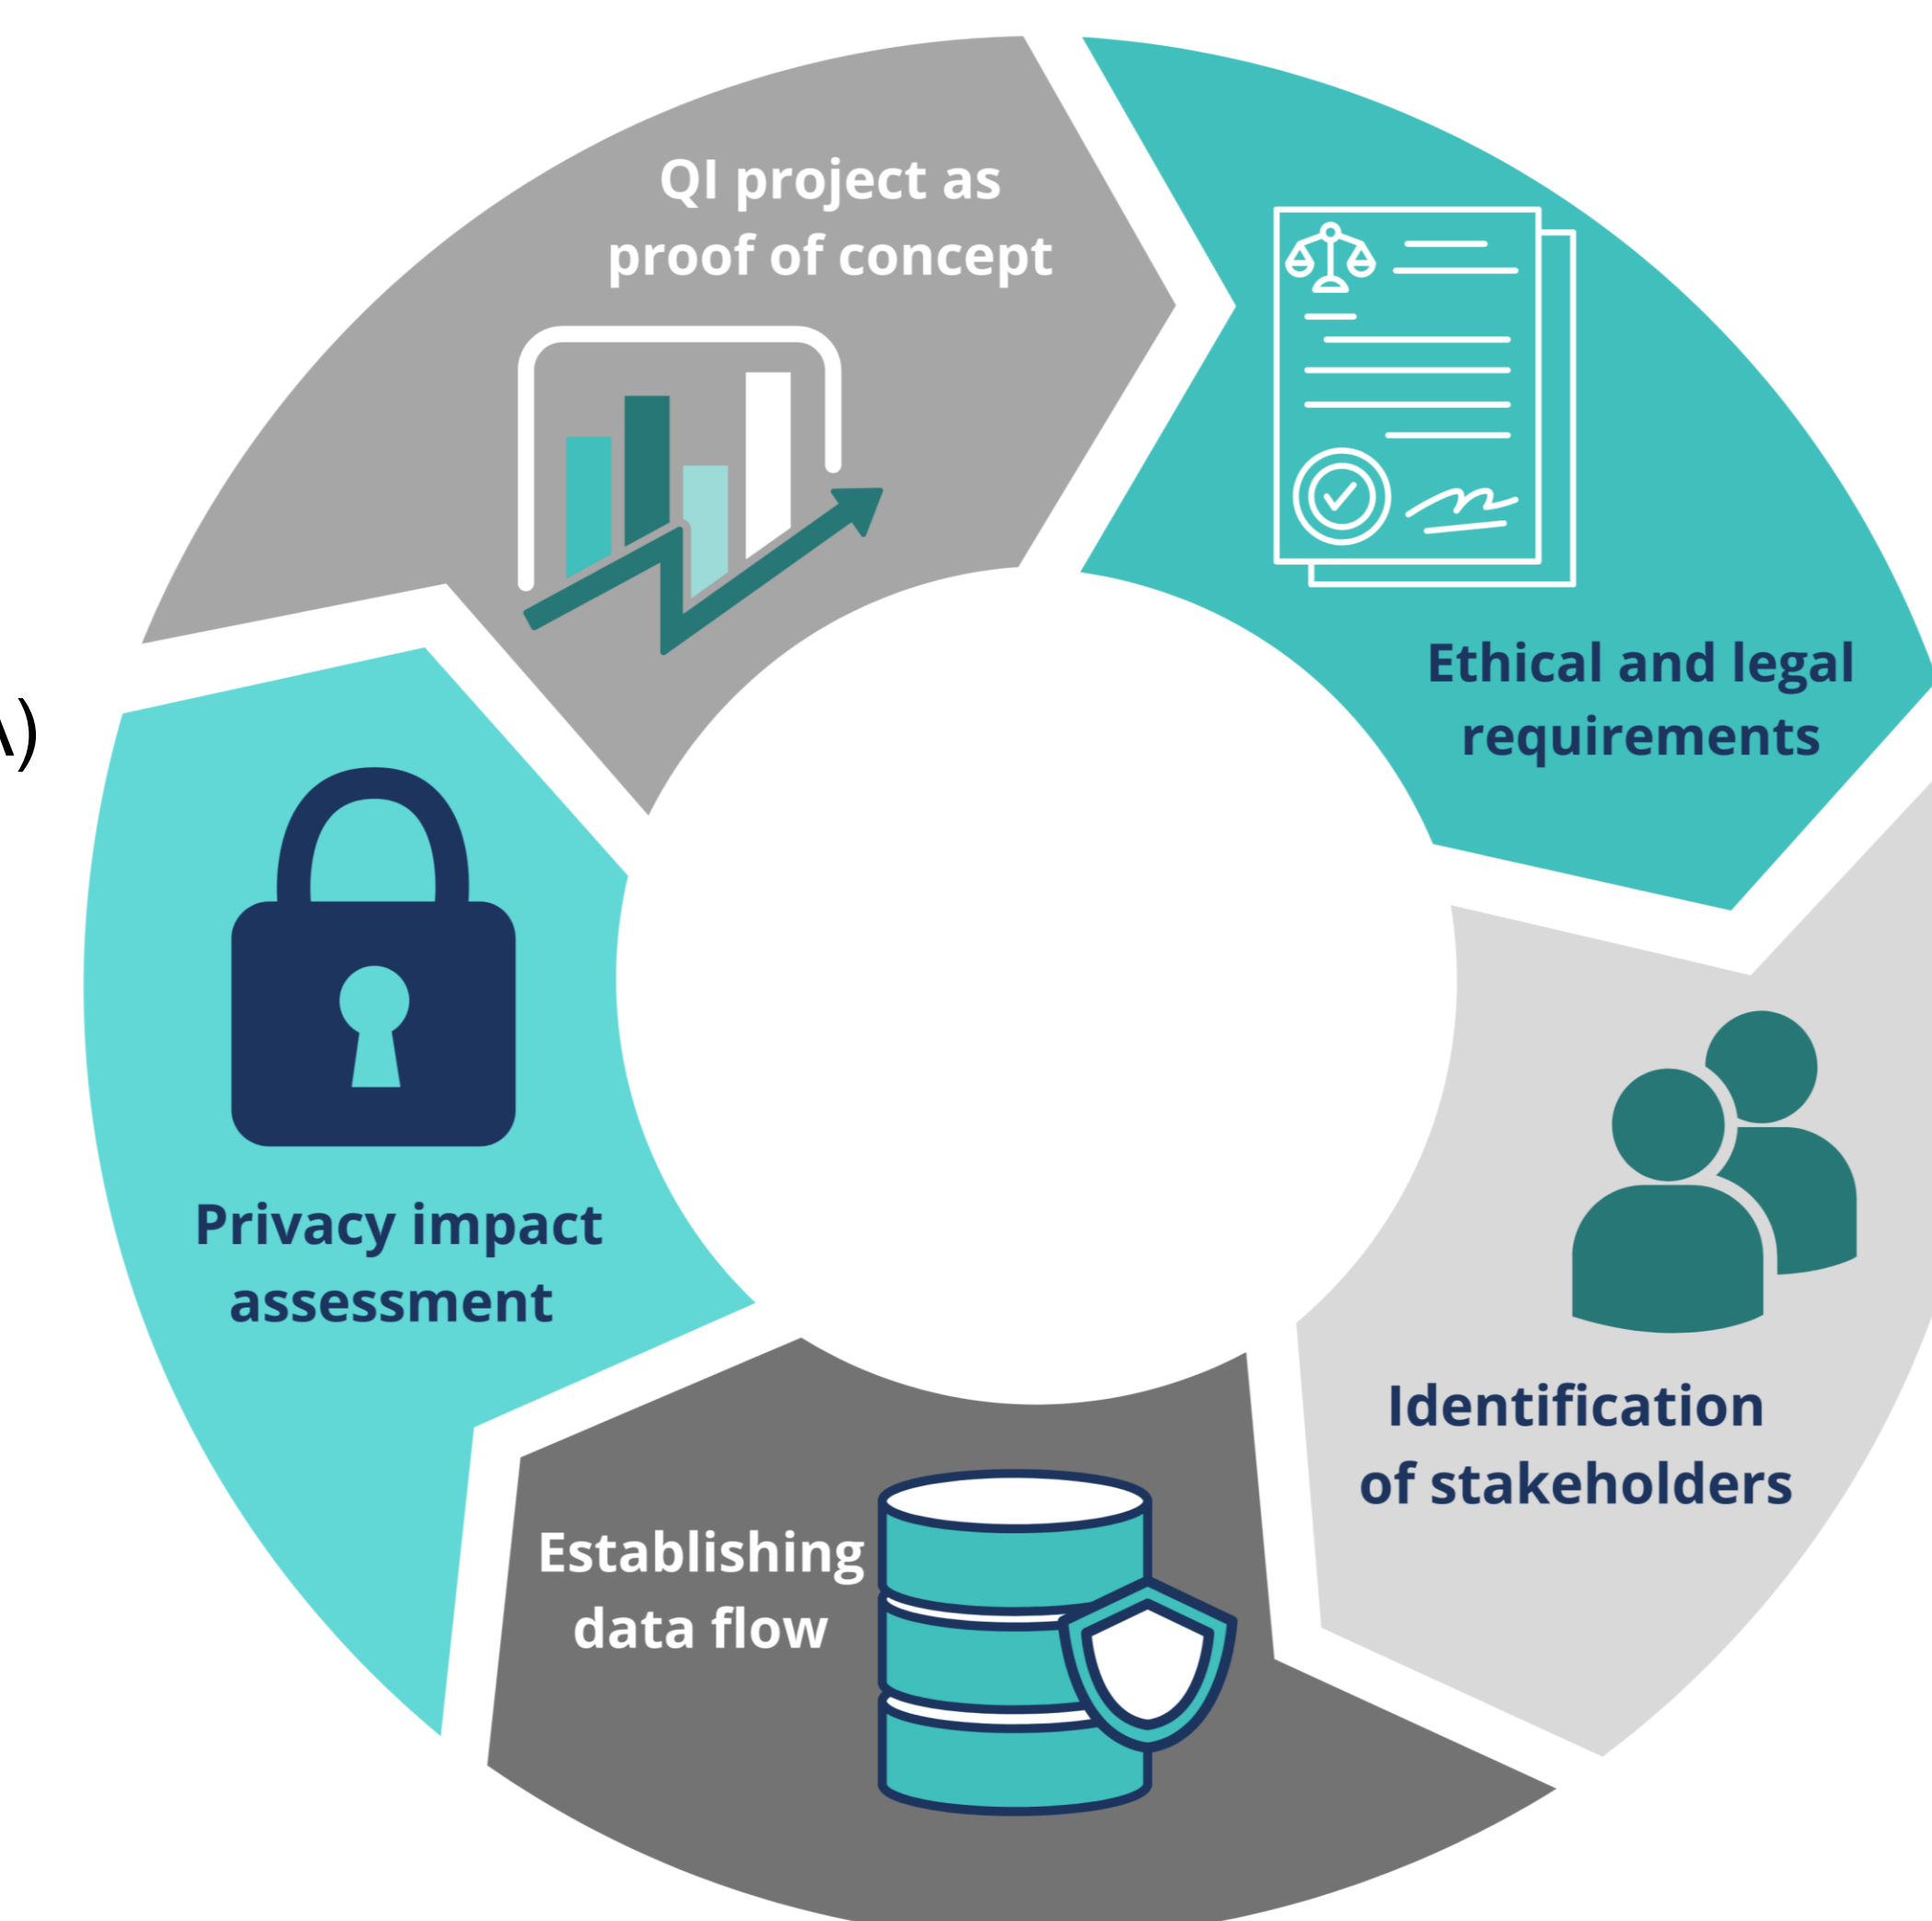 QI project as
proof of concept
Ethical and legal
requirements
Identification
of stakeholders
Establishing
data flow
Privacy impact
assessment